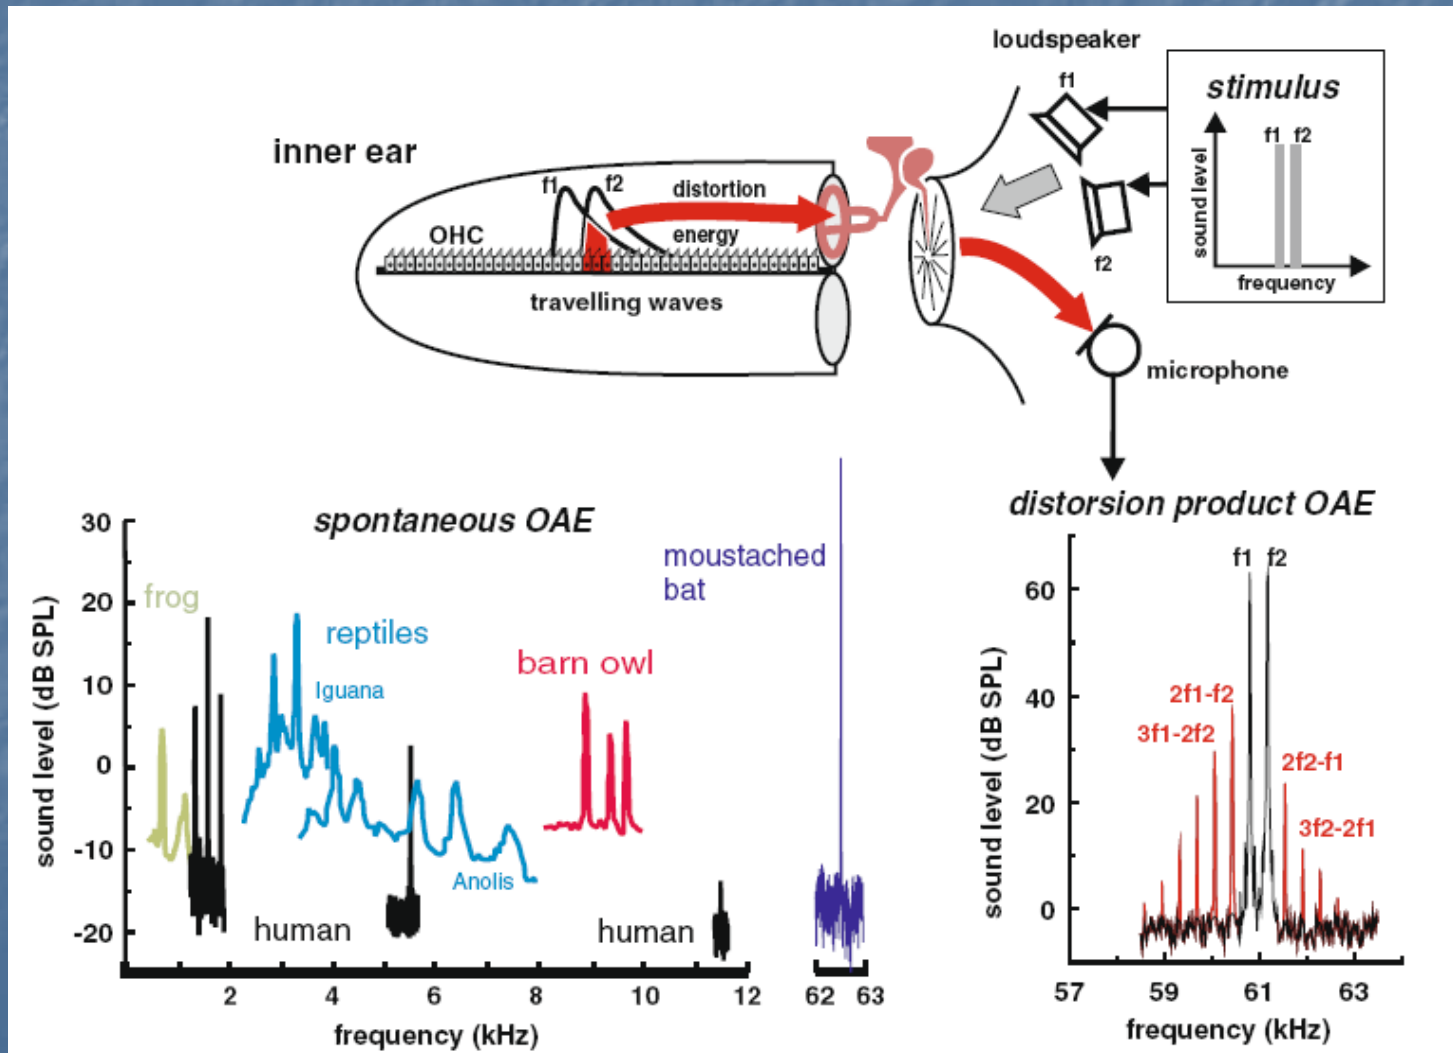 loudspeaker
f1
stimulus
sound level
f1 f2
frequency
f2
inner ear
f1
f2
distortion
energy
OHC
travelling waves
microphone
spontaneous OAE
sound level (dB SPL)
30
20
10
0
-10
-20
frog
reptiles
Iguana
Anolis
barn owl
moustached
bat
human
human
2 4 6 8 10 12
62 63
frequency (kHz)
distorsion product OAE
sound level (dB SPL)
60
40
20
0
f1 f2
2f1-f2
3f1-2f2
2f2-f1
3f2-2f1
57 59 61 63
frequency (kHz)